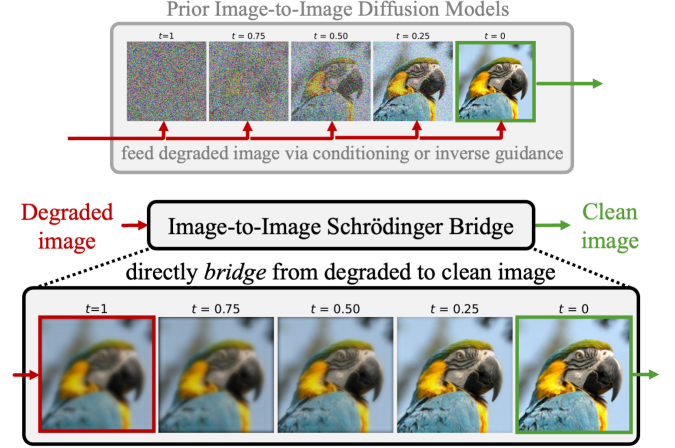 Prior Image-to-Image Diffusion Models
t=1 t = 0.75 t = 0.50 t = 0.25 t = 0
feed degraded image via conditioning or inverse guidance
Degraded
image
Image-to-Image Schrödinger Bridge
Clean
image
directly bridge from degraded to clean image
t=1 t = 0.75 t = 0.50 t = 0.25 t = 0